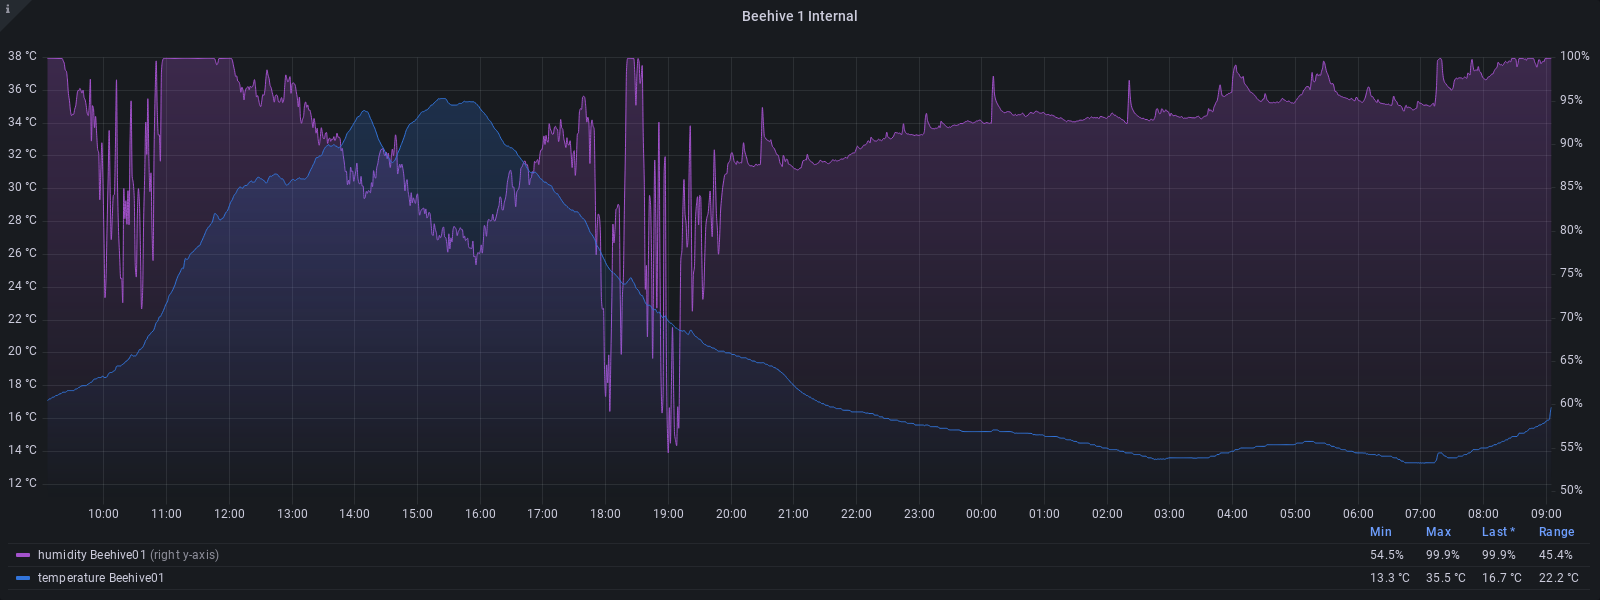 i
Beehive 1 Internal
38 °C 100%
36 °C 95%
34 °C 90%
32 °C 85%
30 °C 80%
28 °C 75%
26 °C 70%
24 °C 65%
22 °C 60%
20 °C 55%
18 °C 50%
16 °C
14 °C
12 °C
10:00 11:00 12:00 13:00 14:00 15:00 16:00 17:00 18:00 19:00 20:00 21:00 22:00 23:00 00:00 01:00 02:00 03:00 04:00 05:00 06:00 07:00 08:00 09:00
Min Max Last * Range
humidity Beehive01 (right y-axis) 54.5% 99.9% 99.9% 45.4%
temperature Beehive01 13.3 °C 35.5 °C 16.7 °C 22.2 °C